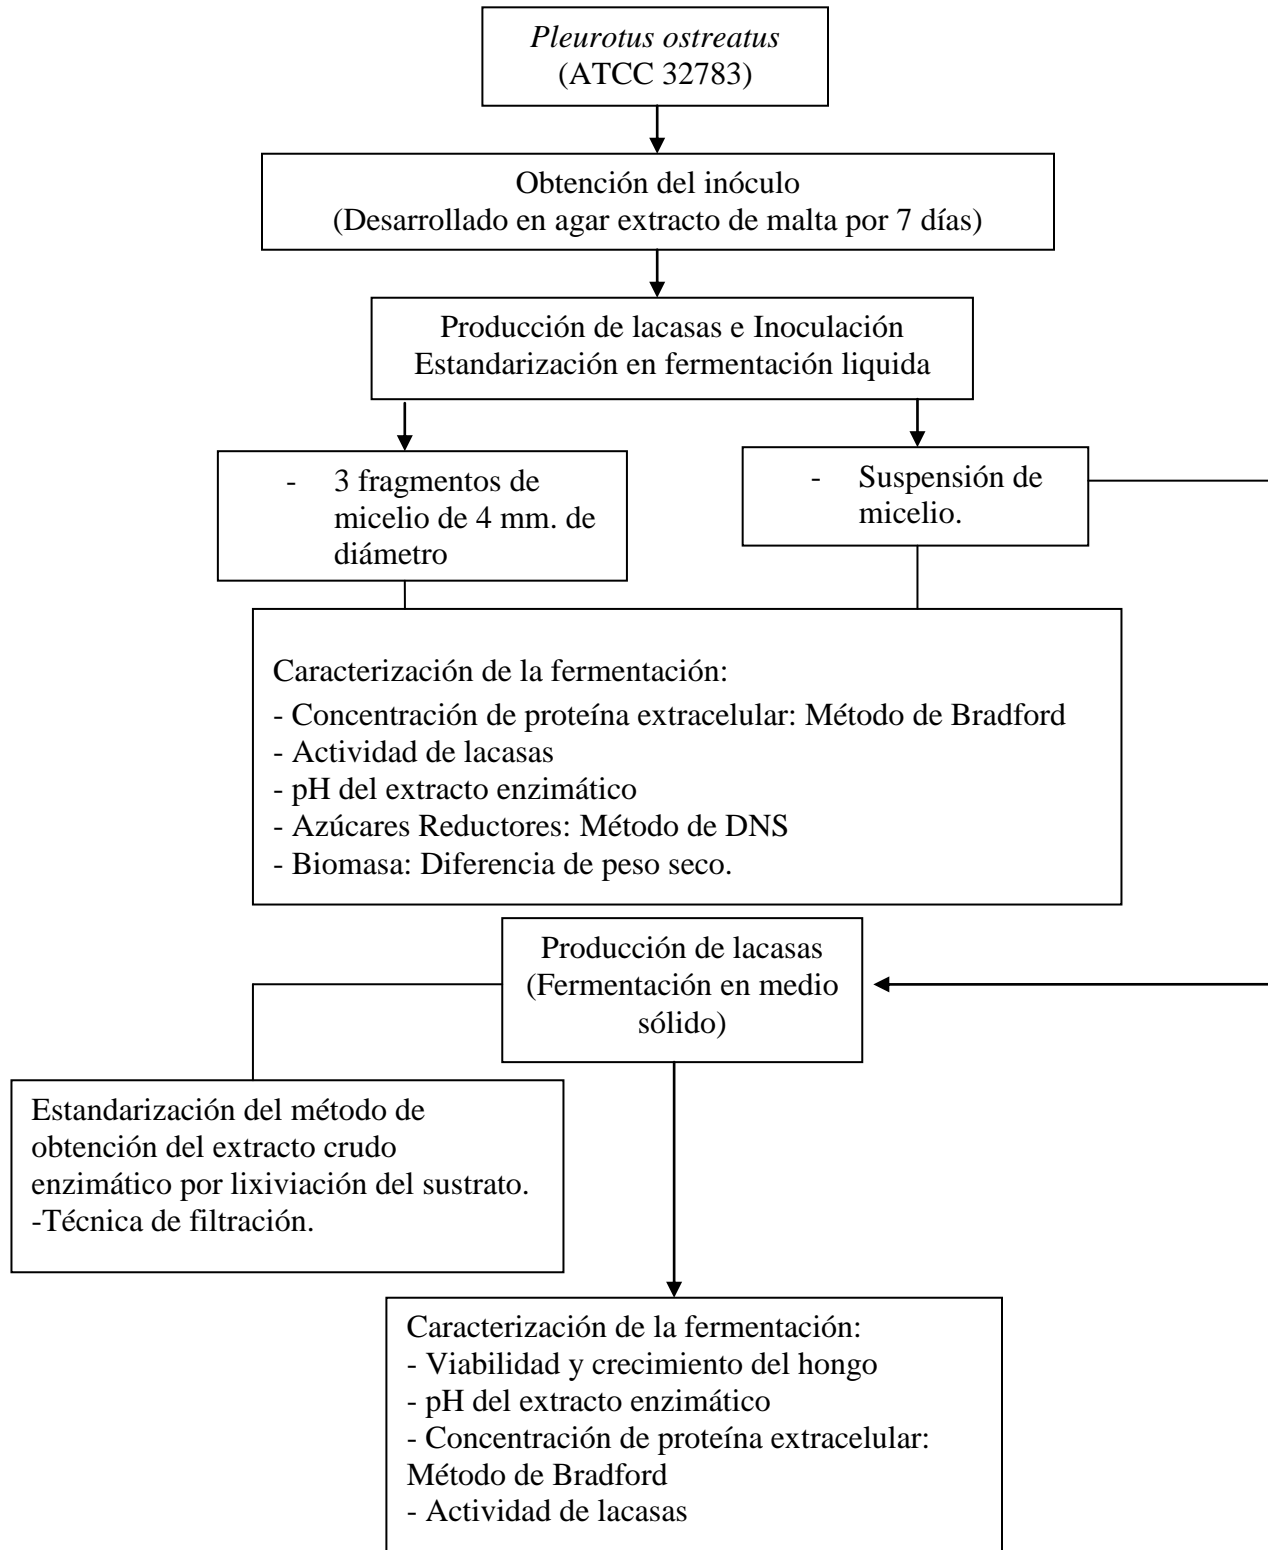 Pleurotus ostreatus
(ATCC 32783)
Obtención del inóculo
(Desarrollado en agar extracto de malta por 7 días)
Producción de lacasas e Inoculación
Estandarización en fermentación liquida
- 3 fragmentos de
micelio de 4 mm. de
diámetro
- Suspensión de
micelio.
Caracterización de la fermentación:
- Concentración de proteína extracelular: Método de Bradford
- Actividad de lacasas
- pH del extracto enzimático
- Azúcares Reductores: Método de DNS
- Biomasa: Diferencia de peso seco.
Producción de lacasas
(Fermentación en medio
sólido)
Estandarización del método de
obtención del extracto crudo
enzimático por lixiviación del sustrato.
-Técnica de filtración.
Caracterización de la fermentación:
- Viabilidad y crecimiento del hongo
- pH del extracto enzimático
- Concentración de proteína extracelular:
Método de Bradford
- Actividad de lacasas